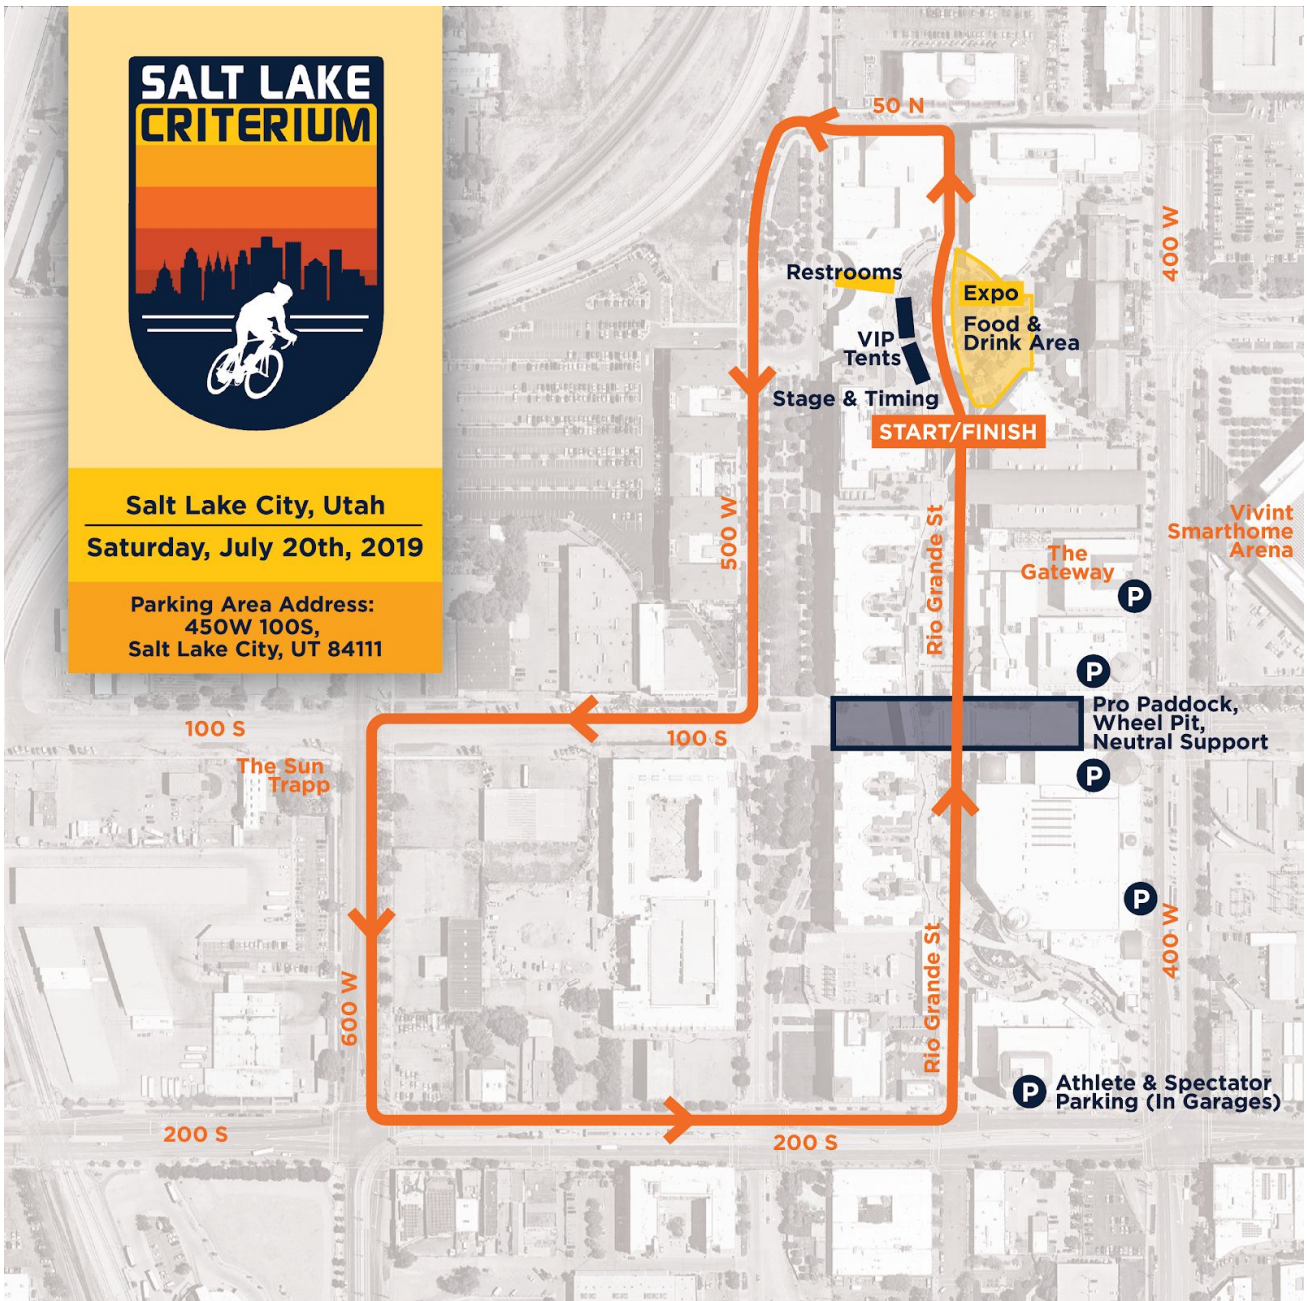 SALT LAKE
CRITERIUM
Salt Lake City, Utah
Saturday, July 20th, 2019
Parking Area Address:
450W 100S,
Salt Lake City, UT 84111
50 N
400 W
Restrooms
Expo
Food &
Drink Area
VIP
Tents
Stage & Timing
START/FINISH
500 W
Rio Grande St
The
Gateway
Vivint
Smarthome
Arena
P
P
Pro Paddock,
Wheel Pit,
Neutral Support
100 S
100 S
The Sun
Trapp
P
P
400 W
600 W
Rio Grande St
P
Athlete & Spectator
Parking (In Garages)
200 S
200 S